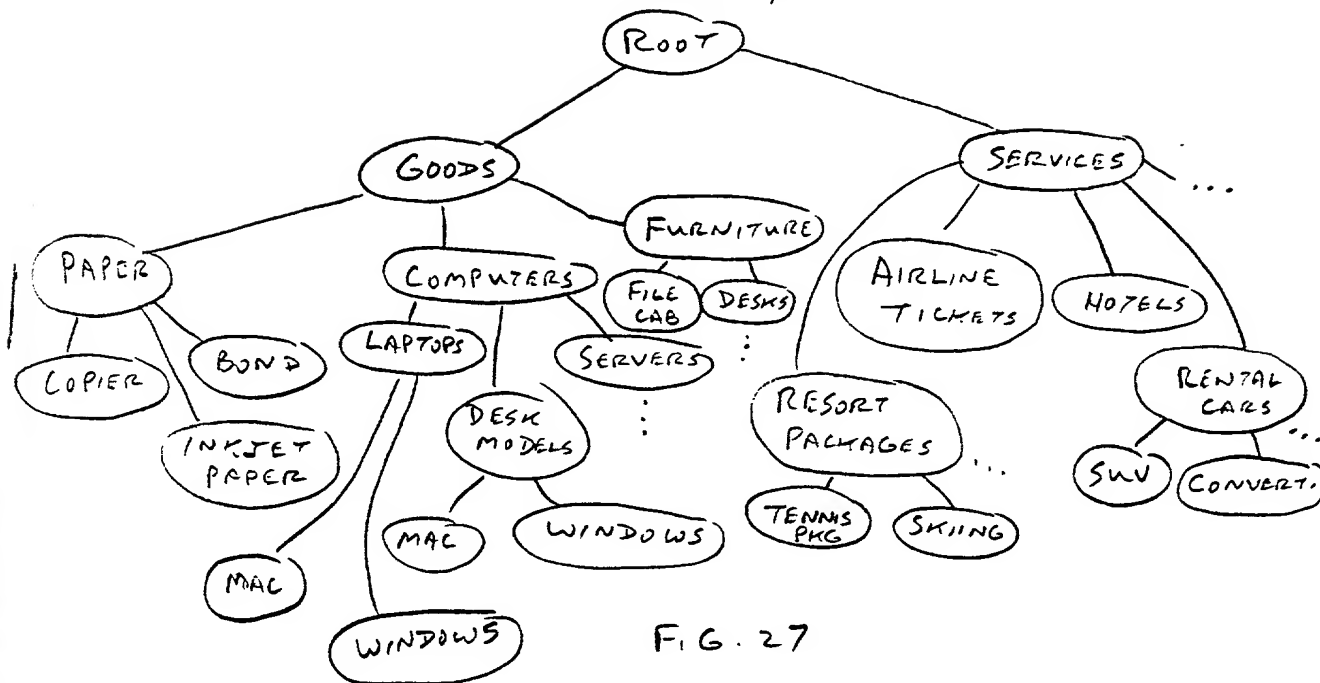 ROOT
GOODS
SERVICES
...
FURNITURE
PAPER
COMPUTERS
AIRLINE
TICKETS
HOTELS
FILE
CAB
DESKS
LAPTOPS
SERVERS
BOND
COPIER
RENTAL
CARS
...
RESORT
PACKAGES
...
DESK
MODELS
INKJET
PAPER
SUV
CONVERT.
TENNIS
PKG
SKIING
MAC
WINDOWS
MAC
WINDOWS
FIG. 27